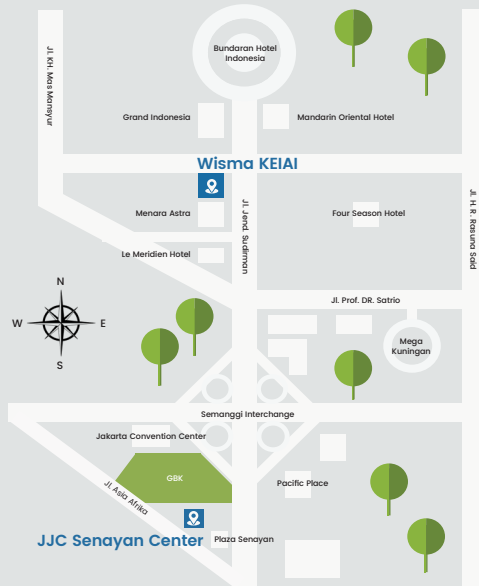 Bundaran Hotel
Indonesia
Jl. KH. Mas Mansyur
Grand Indonesia
Mandarin Oriental Hotel
Wisma KEIAI
Menara Astra
Jl. Jend. Sudirman
Four Season Hotel
Jl. H. R. Rasuna Said
Le Meridien Hotel
N
W
E
S
Jl. Prof. DR. Satrio
Mega
Kuningan
Semanggi Interchange
Jakarta Convention Center
GBK
Jl. Asia Afrika
Pacific Place
JJC Senayan Center
Plaza Senayan